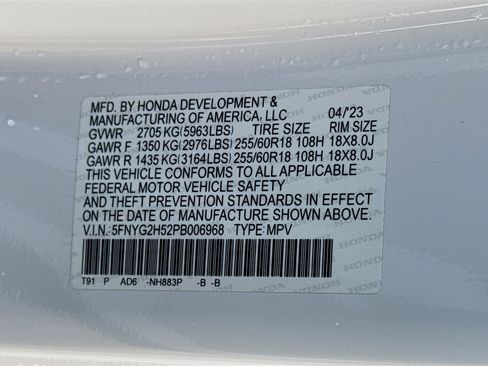 MFD. BY HONDA DEVELOPMENT &
MANUFACTURING OF AMERICA, LLC 04/'23
GVWR 2705 KG(5963LBS) TIRE SIZE RIM SIZE
GAWR F 1350 KG(2976LBS) 255/60R18 108H 18X8.0J
GAWR R 1435 KG(3164LBS) 255/60R18 108H 18X8.0J
THIS VEHICLE CONFORMS TO ALL APPLICABLE
FEDERAL MOTOR VEHICLE SAFETY
AND THEFT PREVENTION STANDARDS IN EFFECT
ON THE DATE OF MANUFACTURE SHOWN ABOVE.
V.I.N.: 5FNYG2H52PB006968 TYPE: MPV
T91 P AD6 -NH883P -B -B